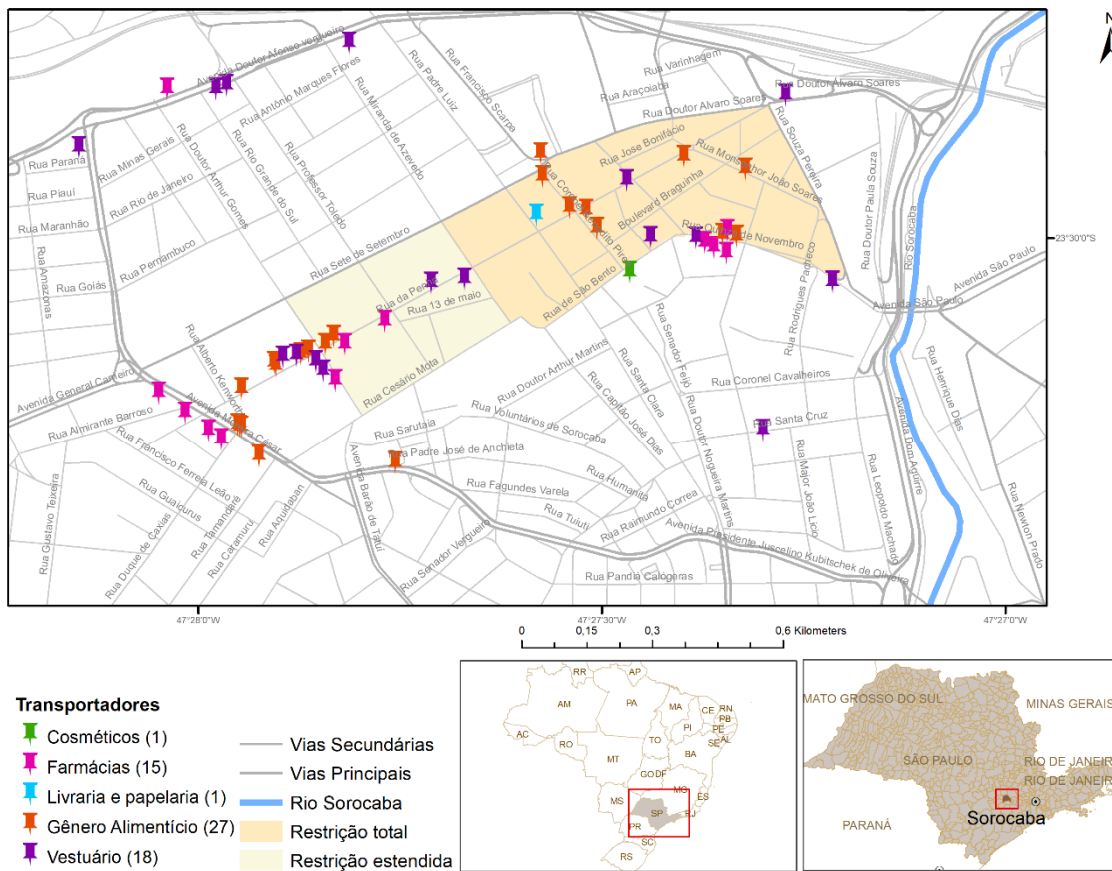 N
Avenida Doutor Afonso Vergueiro
Rua Antônio Marques Flores
Rua Padre Luiz
Rua Francisco Scarpa
Rua Varinhagem
Rua Araçoiaba
Rua Doutor Alvaro Soares
Rua Doutor Alvaro Soares
Rua Miranda de Azevedo
Rua Paraná
Rua Minas Gerais
Rua Piauí
Rua Rio de Janeiro
Rua Doutor Arthur Gomes
Rua Rio Grande do Sul
Rua Professor Toledo
Rua Maranhão
Rua Pernambuco
Rua Goiás
Rua Amazonas
Rua Sete de Setembro
Rua Jose Bonifácio
Rua Monsenhor João Soares
Rua Souza Pereira
Rua Doutor Paula Souza
Boulevard Braguinha
Rio Sorocaba
23°30'0"S
Rua de São Bento
Rua Rodrigues Pacheco
Avenida São Paulo
Avenida São Paulo
Rua da Penha
Rua 13 de maio
Rua Cesário Mota
Rua Alberto Kenworthy
Avenida General Carneiro
Avenida Moreira César
Rua Almirante Barroso
Rua Doutor Arthur Martins
Rua Santa Clara
Rua Senador Feijó
Rua Capitão José Dias
Rua Coronel Cavalheiros
Rua Henrique Dias
Rua Sarutaia
Rua Voluntários de Sorocaba
Rua Padre José de Anchieta
Rua Santa Cruz
Rua Francisco Ferreira Leão
Rua Guaigurus
Rua Tamandaré
Rua Caramuru
Rua Aquidaban
Rua Duque de Caxias
Rua Gustavo Teixeira
Avenida Barão de Tatuí
Rua Senador Vergueiro
Rua Fagundes Varela
Rua Humanitá
Rua Tuiuti
Rua Raimundo Correa
Rua Doutor Nogueira Martins
Rua Major João Lício
Rua Leopoldo Machado
Avenida Dom Aguirre
Rua Newton Prado
Avenida Presidente Juscelino Kubitschek de Oliveira
Rua Pandiá Calógeras
47°28'0"W
47°27'30"W
47°27'0"W
0 0,15 0,3 0,6 Kilometers
Transportadores
Cosméticos (1)
Farmácias (15)
Livraria e papelaria (1)
Gênero Alimentício (27)
Vestuário (18)
Vias Secundárias
Vias Principais
Rio Sorocaba
Restrição total
Restrição estendida
RR
AP
AM
PA
MA
CE
RN
PB
PE
AL
SE
PI
AC
RO
TO
BA
MT
GO
DF
MG
ES
MS
SP
RJ
PR
SC
RS
MATO GROSSO DO SUL
MINAS GERAIS
SÃO PAULO
RIO DE JANEIRO
RIO DE JANEIRO
PARANÁ
Sorocaba